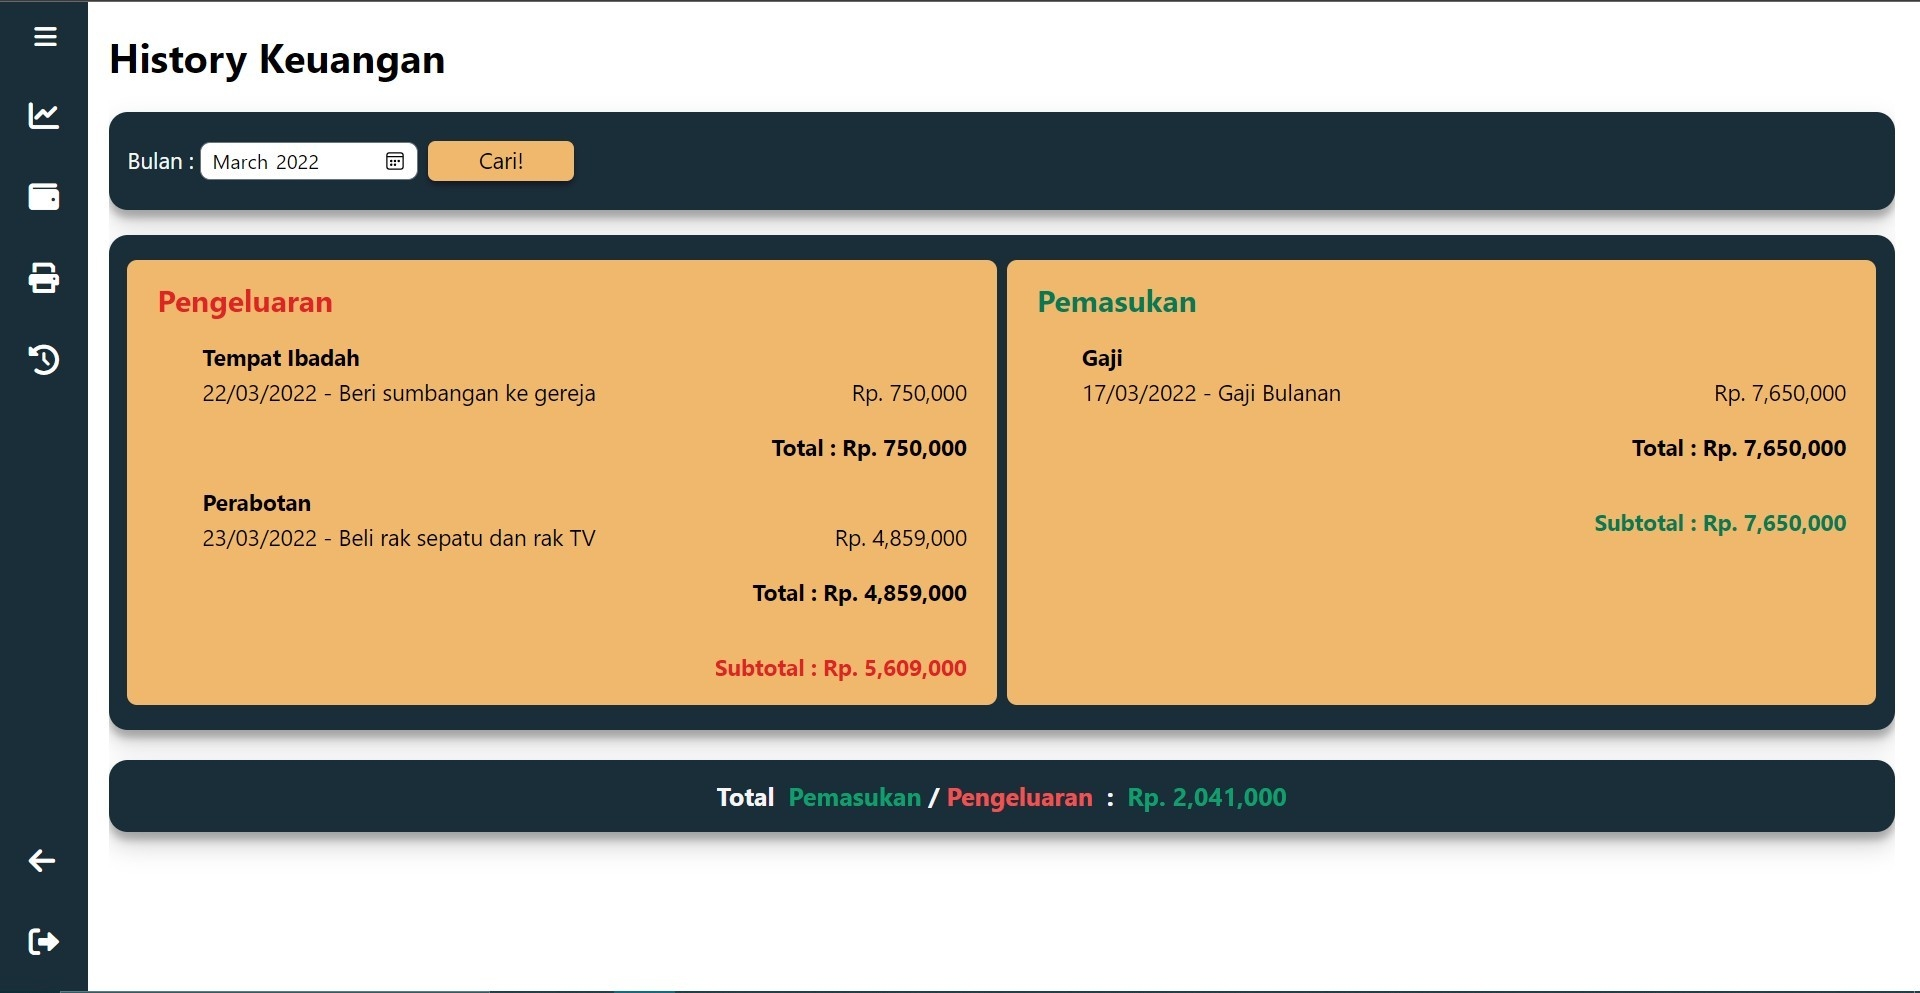 History Keuangan
Bulan : March 2022 Cari!
Pengeluaran
Tempat Ibadah
22/03/2022 - Beri sumbangan ke gereja Rp. 750,000
Total : Rp. 750,000
Perabotan
23/03/2022 - Beli rak sepatu dan rak TV Rp. 4,859,000
Total : Rp. 4,859,000
Subtotal : Rp. 5,609,000
Pemasukan
Gaji
17/03/2022 - Gaji Bulanan Rp. 7,650,000
Total : Rp. 7,650,000
Subtotal : Rp. 7,650,000
Total Pemasukan / Pengeluaran : Rp. 2,041,000